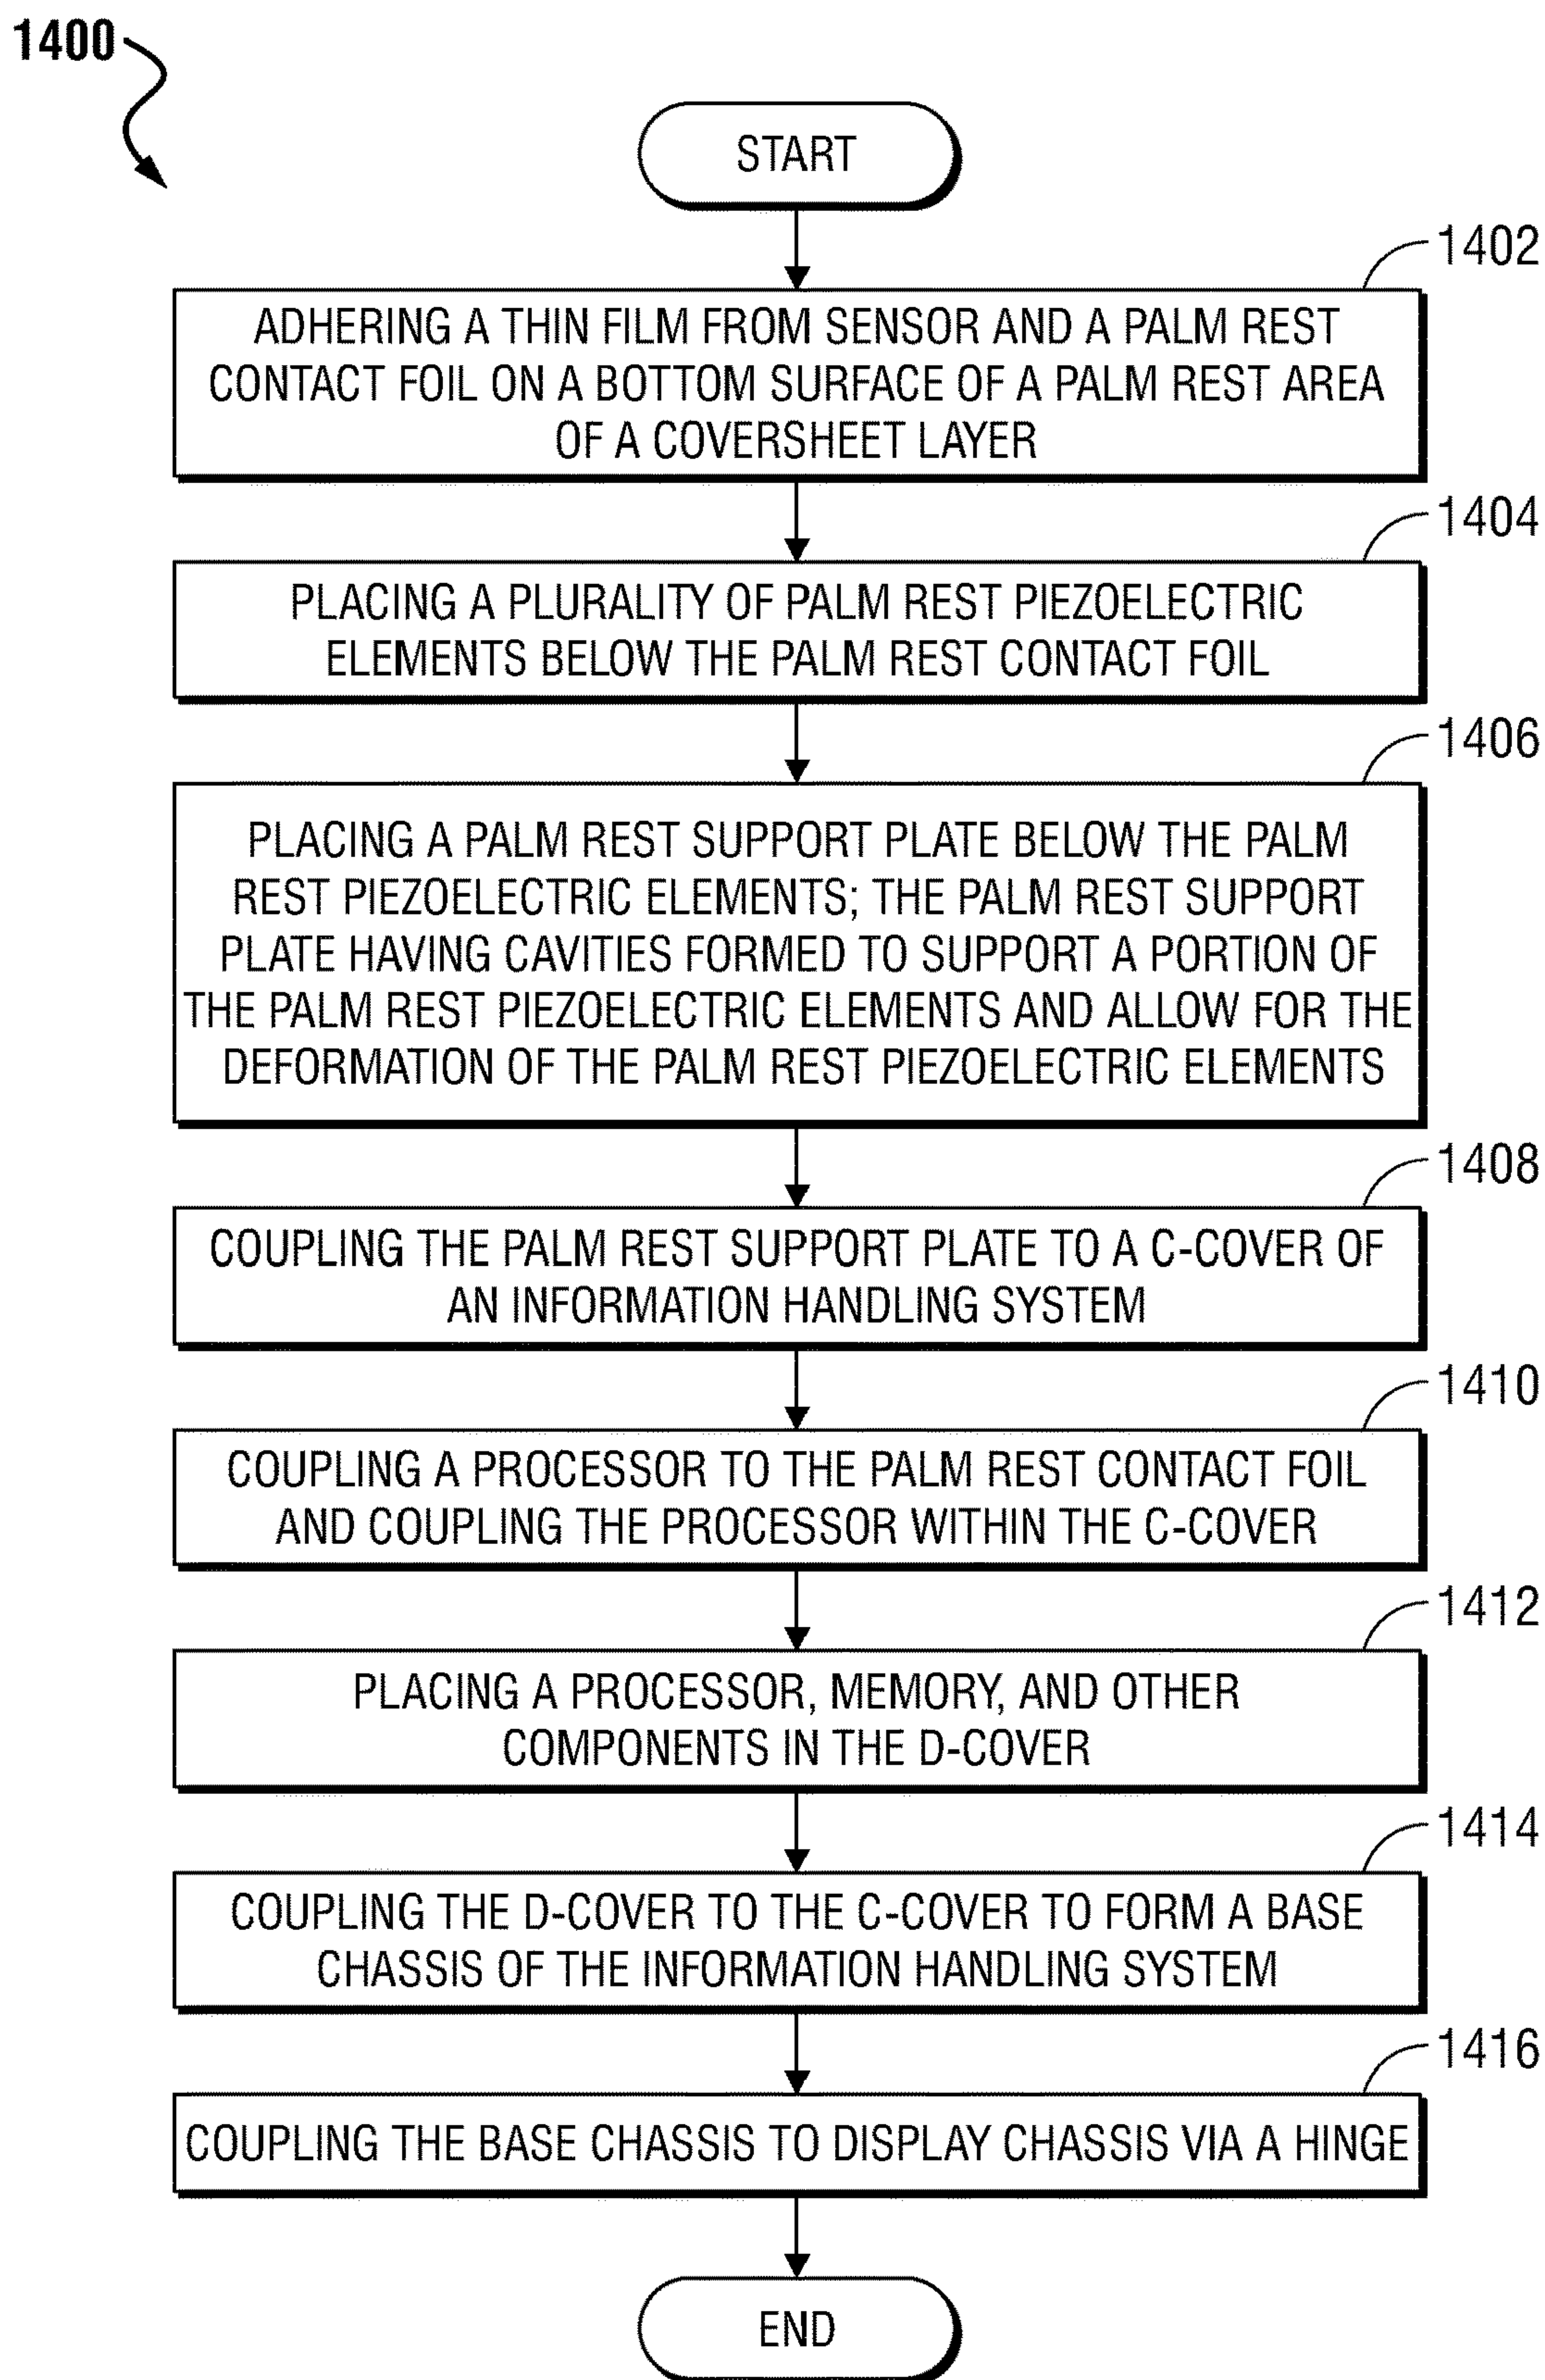 1400
START
1402
ADHERING A THIN FILM FROM SENSOR AND A PALM REST
CONTACT FOIL ON A BOTTOM SURFACE OF A PALM REST AREA
OF A COVERSHEET LAYER
1404
PLACING A PLURALITY OF PALM REST PIEZOELECTRIC
ELEMENTS BELOW THE PALM REST CONTACT FOIL
1406
PLACING A PALM REST SUPPORT PLATE BELOW THE PALM
REST PIEZOELECTRIC ELEMENTS; THE PALM REST SUPPORT
PLATE HAVING CAVITIES FORMED TO SUPPORT A PORTION OF
THE PALM REST PIEZOELECTRIC ELEMENTS AND ALLOW FOR THE
DEFORMATION OF THE PALM REST PIEZOELECTRIC ELEMENTS
1408
COUPLING THE PALM REST SUPPORT PLATE TO A C-COVER OF
AN INFORMATION HANDLING SYSTEM
1410
COUPLING A PROCESSOR TO THE PALM REST CONTACT FOIL
AND COUPLING THE PROCESSOR WITHIN THE C-COVER
1412
PLACING A PROCESSOR, MEMORY, AND OTHER
COMPONENTS IN THE D-COVER
1414
COUPLING THE D-COVER TO THE C-COVER TO FORM A BASE
CHASSIS OF THE INFORMATION HANDLING SYSTEM
1416
COUPLING THE BASE CHASSIS TO DISPLAY CHASSIS VIA A HINGE
END